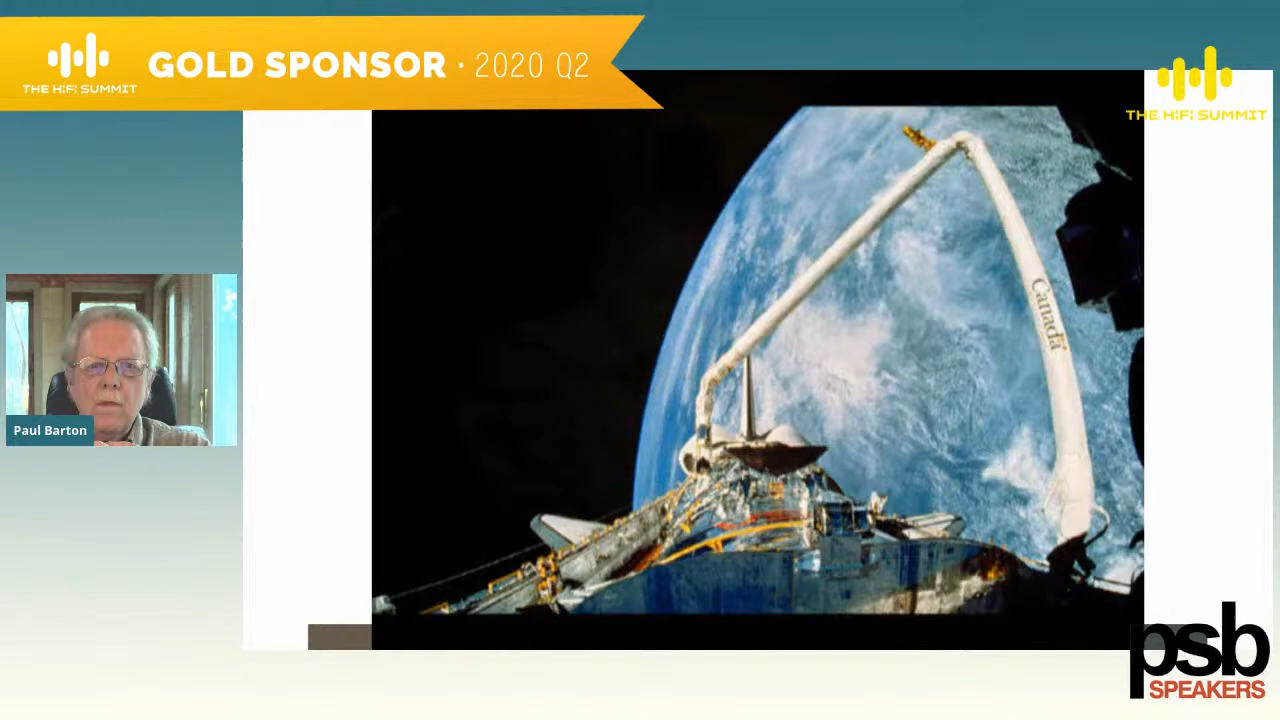 GOLD SPONSOR · 2020 Q2
THE HIFI SUMMIT
THE HIFI SUMMIT
Canada
Paul Barton
psb
SPEAKERS